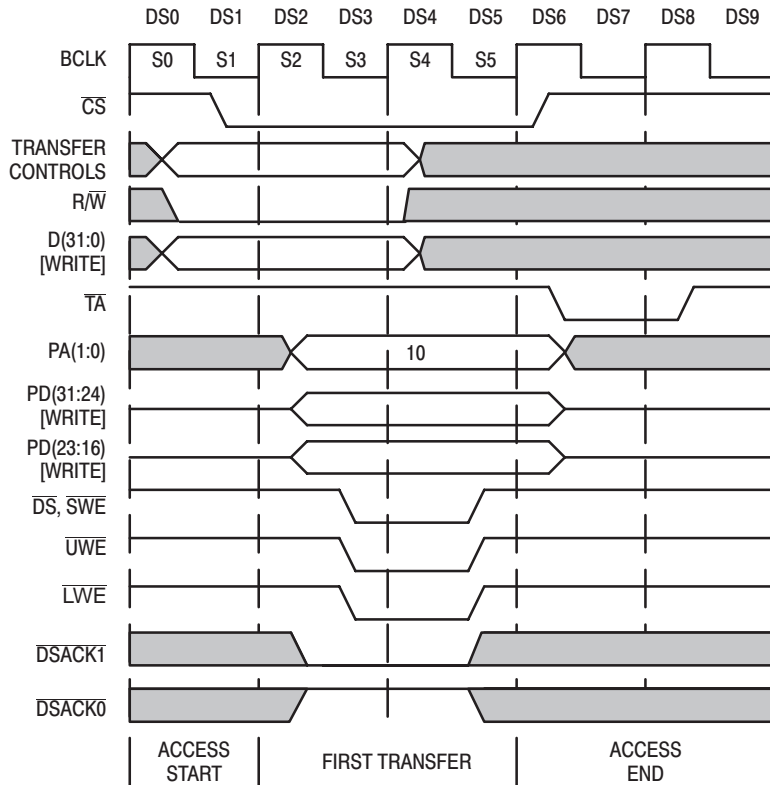 DS0 DS1 DS2 DS3 DS4 DS5 DS6 DS7 DS8 DS9
BCLK S0 S1 S2 S3 S4 S5
CS
TRANSFER
CONTROLS
R/W
D(31:0)
[WRITE]
TA
PA(1:0) 10
PD(31:24)
[WRITE]
PD(23:16)
[WRITE]
DS, SWE
UWE
LWE
DSACK1
DSACK0
ACCESS
START
FIRST TRANSFER
ACCESS
END